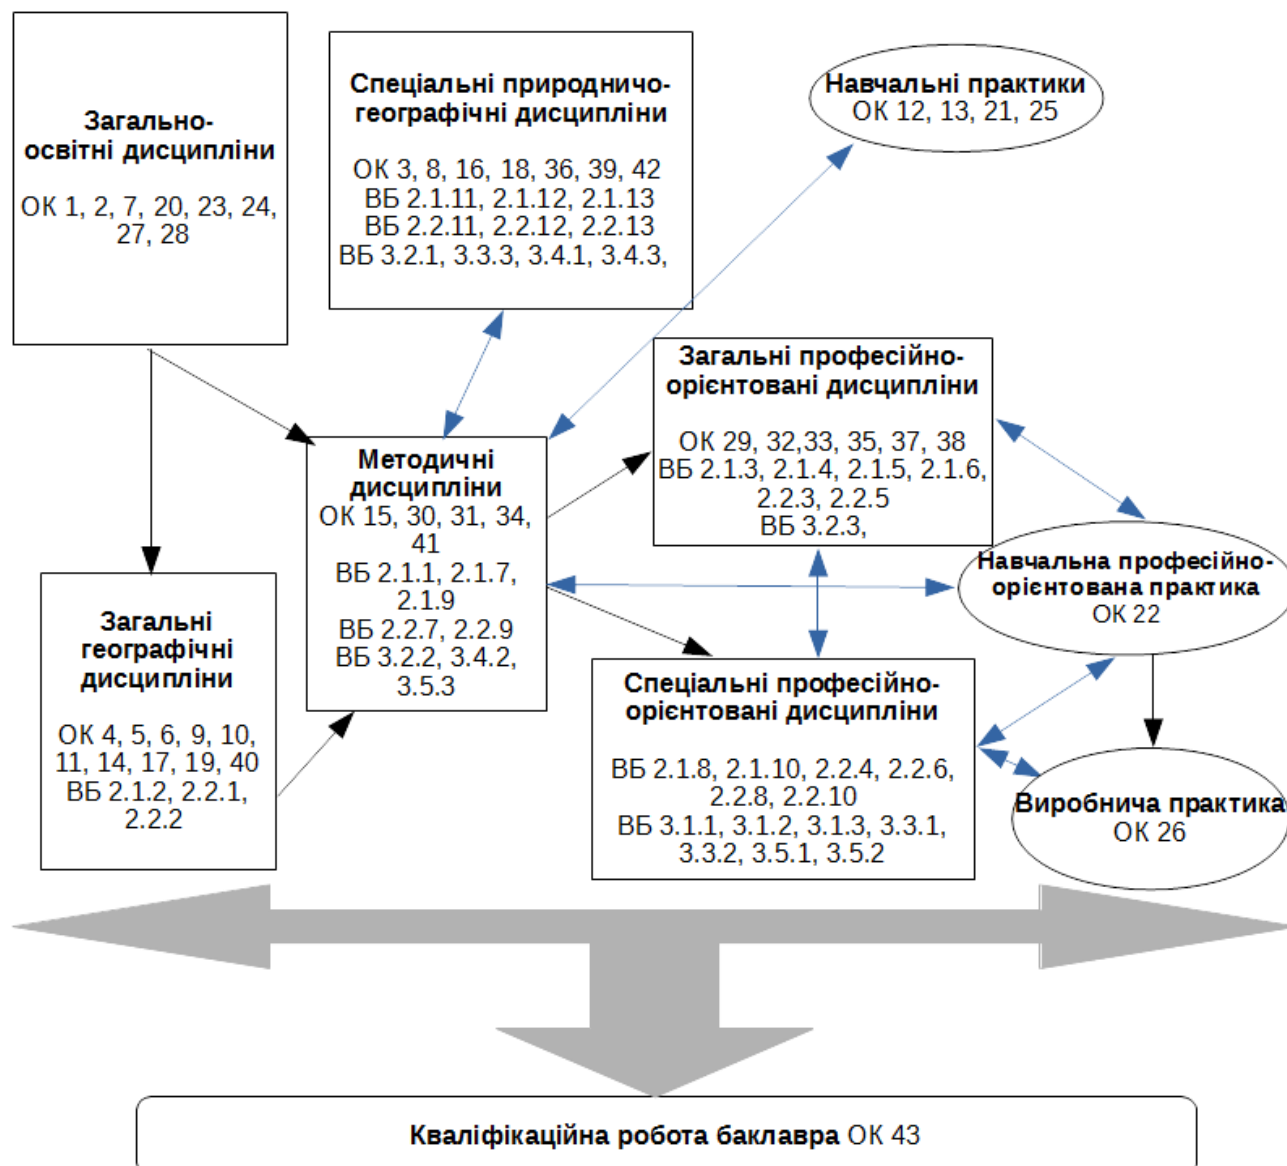 Загально-
освітні дисципліни
ОК 1, 2, 7, 20, 23, 24,
27, 28
Спеціальні природничо-
географічні дисципліни
ОК 3, 8, 16, 18, 36, 39, 42
ВБ 2.1.11, 2.1.12, 2.1.13
ВБ 2.2.11, 2.2.12, 2.2.13
ВБ 3.2.1, 3.3.3, 3.4.1, 3.4.3,
Навчальні практики
ОК 12, 13, 21, 25
Загальні професійно-
орієнтовані дисципліни
ОК 29, 32,33, 35, 37, 38
ВБ 2.1.3, 2.1.4, 2.1.5, 2.1.6,
2.2.3, 2.2.5
ВБ 3.2.3,
Методичні
дисципліни
ОК 15, 30, 31, 34,
41
ВБ 2.1.1, 2.1.7,
2.1.9
ВБ 2.2.7, 2.2.9
ВБ 3.2.2, 3.4.2,
3.5.3
Навчальна професійно-
орієнтована практика
ОК 22
Загальні
географічні
дисципліни
ОК 4, 5, 6, 9, 10,
11, 14, 17, 19, 40
ВБ 2.1.2, 2.2.1,
2.2.2
Спеціальні професійно-
орієнтовані дисципліни
ВБ 2.1.8, 2.1.10, 2.2.4, 2.2.6,
2.2.8, 2.2.10
ВБ 3.1.1, 3.1.2, 3.1.3, 3.3.1,
3.3.2, 3.5.1, 3.5.2
Виробнича практика
ОК 26
Кваліфікаційна робота баклавра ОК 43